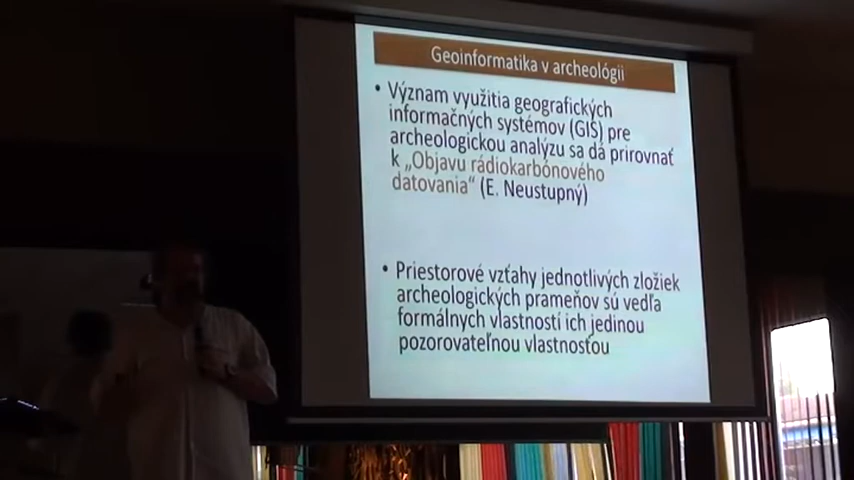 Geoinformatika v archeológii
• Význam využitia geografických
informačných systémov (GIS) pre
archeologickou analýzu sa dá prirovnať
k „Objavu rádiokarbónového
datovania“ (E. Neustupný)
• Priestorové vzťahy jednotlivých zložiek
archeologických prameňov sú vedľa
formálnych vlastností ich jedinou
pozorovateľnou vlastnosťou